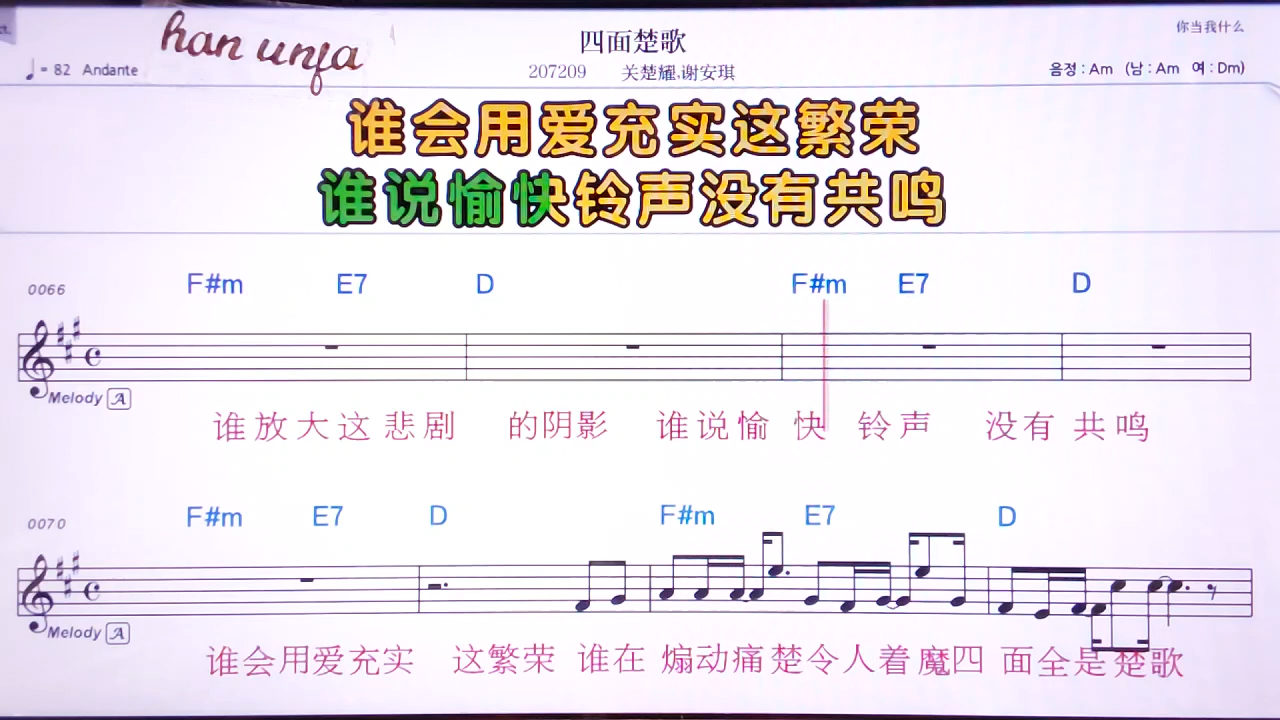 han unfa
四面楚歌
你当我什么
♩= 82 Andante
207209 关楚耀.谢安琪
음정 : Am (남 : Am 여 : Dm)
谁会用爱充实这繁荣
谁说愉快铃声没有共鸣
0066
F#m E7 D F#m E7 D
Melody A
谁放大这悲剧 的阴影 谁说愉 快 铃声 没有 共鸣
0070
F#m E7 D F#m E7 D
Melody A
谁会用爱充实 这繁荣 谁在 煽动痛楚令人着魔四 面全是楚歌